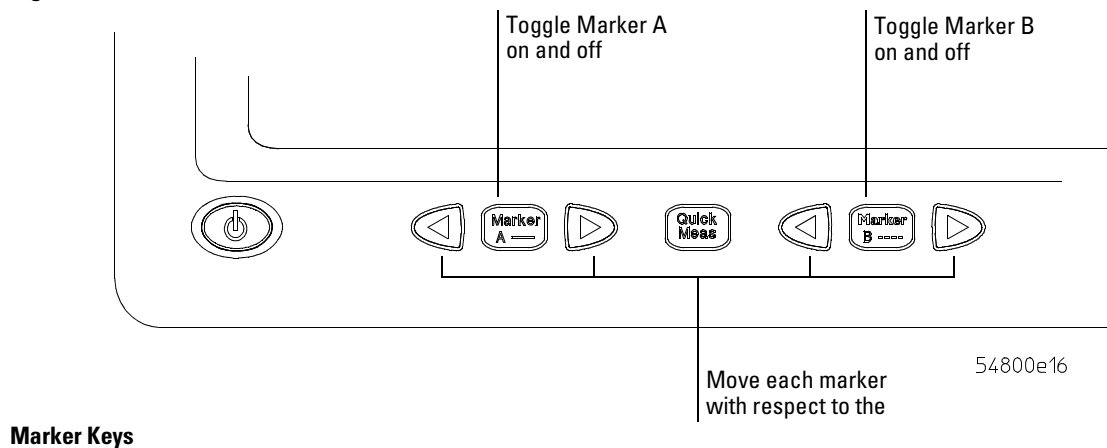 Toggle Marker A
on and off
Toggle Marker B
on and off
Marker
A
Quick
Meas
Marker
B ----
54800e16
Move each marker
with respect to the
Marker Keys